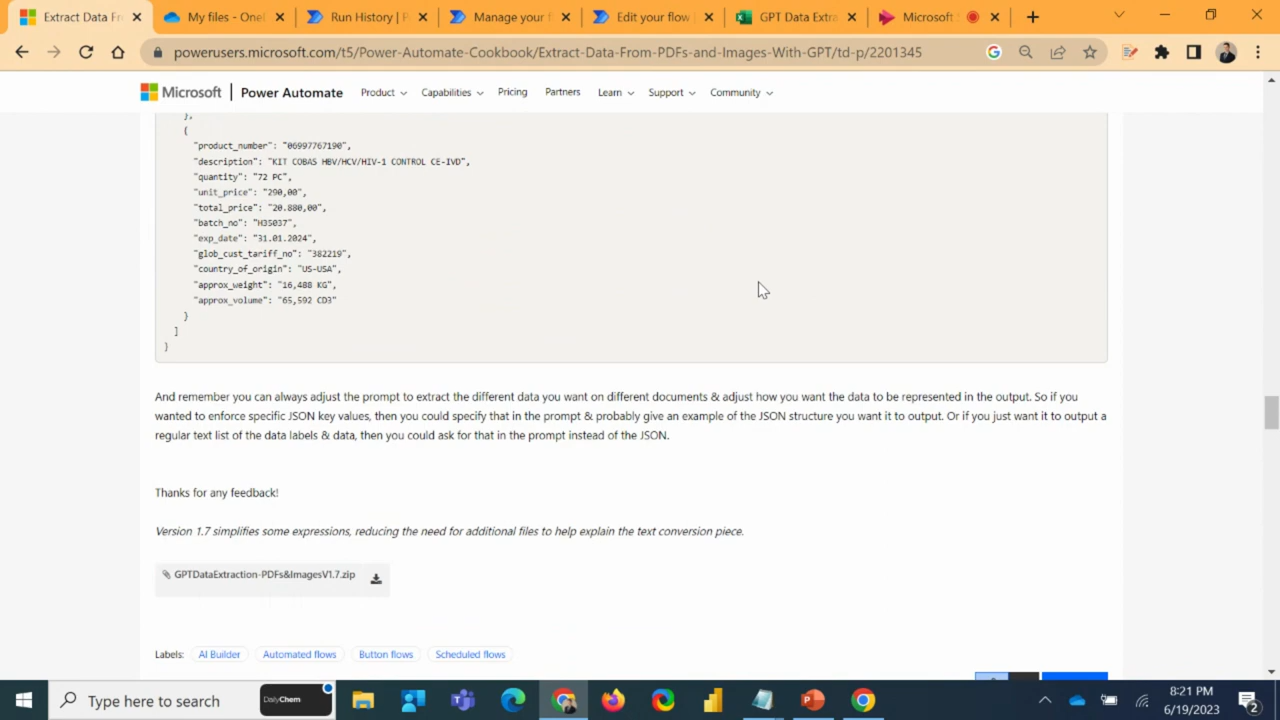 Extract Data Fr
My files - OneI
Run History | P
Manage your f
Edit your flow
GPT Data Extra
Microsoft S
powerusers.microsoft.com/t5/Power-Automate-Cookbook/Extract-Data-From-PDFs-and-Images-With-GPT/td-p/2201345
Microsoft | Power Automate Product Capabilities Pricing Partners Learn Support Community
},
{
"product_number": "06997767190",
"description": "KIT COBAS HBV/HCV/HIV-1 CONTROL CE-IVD",
"quantity": "72 PC",
"unit_price": "290,00",
"total_price": "20.880,00",
"batch_no": "H35037",
"exp_date": "31.01.2024",
"glob_cust_tariff_no": "382219",
"country_of_origin": "US-USA",
"approx_weight": "16,488 KG",
"approx_volume": "65,592 CD3"
}
]
}
And remember you can always adjust the prompt to extract the different data you want on different documents & adjust how you want the data to be represented in the output. So if you
wanted to enforce specific JSON key values, then you could specify that in the prompt & probably give an example of the JSON structure you want it to output. Or if you just want it to output a
regular text list of the data labels & data, then you could ask for that in the prompt instead of the JSON.
Thanks for any feedback!
Version 1.7 simplifies some expressions, reducing the need for additional files to help explain the text conversion piece.
GPTDataExtraction-PDFs&ImagesV1.7.zip
Labels: AI Builder Automated flows Button flows Scheduled flows
Type here to search
DailyChem
8:21 PM
6/19/2023
2